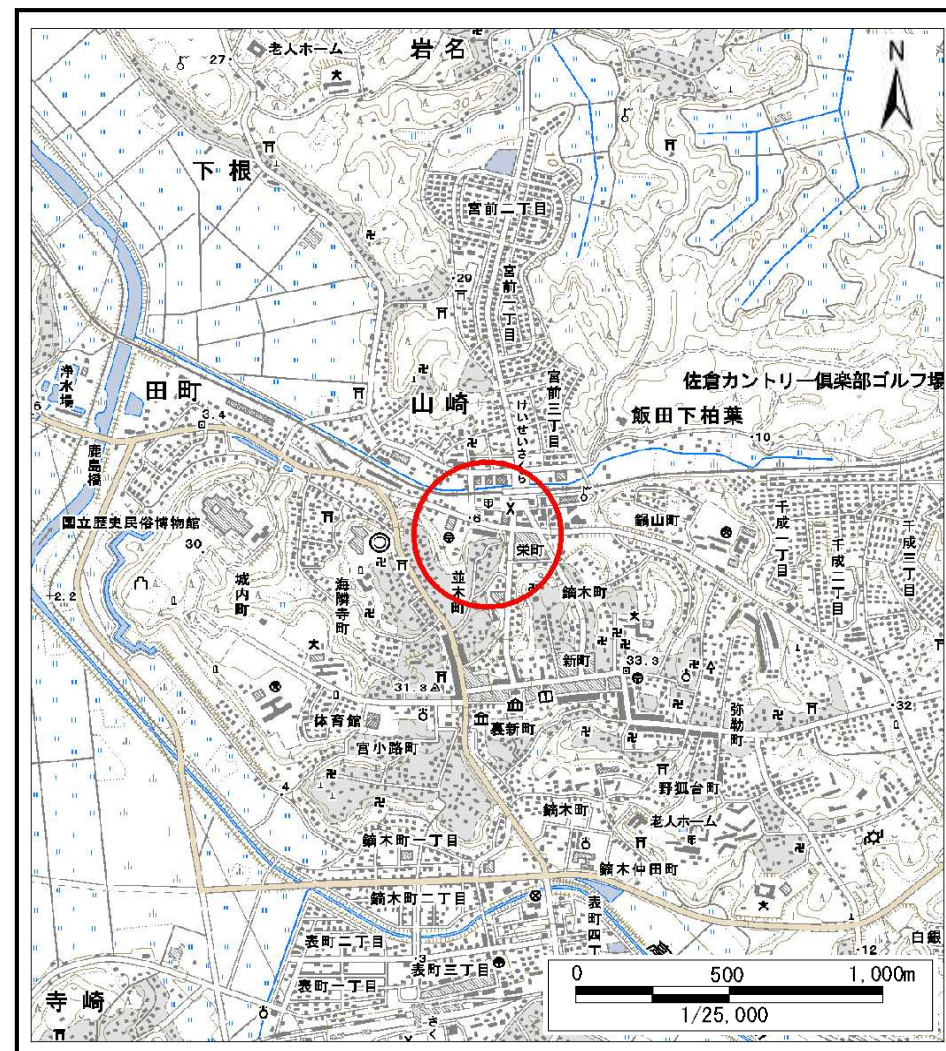 老人ホーム
27
岩名
N
30
下根
宮前二丁目
29
宮前一丁目
浄水場
田町
3.4
山崎
けいせいさくら
宮前三丁目
佐倉カントリー俱楽部ゴルフ場
飯田下柏葉
10
6
鹿島橋
国立歴史民俗博物館
30
6
栄町
鍋山町
千成一丁目
千成二丁目
千成三丁目
2.2
城内町
海隣寺町
並木町
鏑木町
新町
33.3
31.3
体育館
裏新町
弥勒町
32
宮小路町
野狐台町
4
鏑木町
老人ホーム
鏑木町一丁目
鏑木仲田町
鏑木町二丁目
表町二丁目
表町四丁
白銀
12
3
表町三丁目
表町一丁目
寺崎
さく
0 500 1,000m
1/25,000